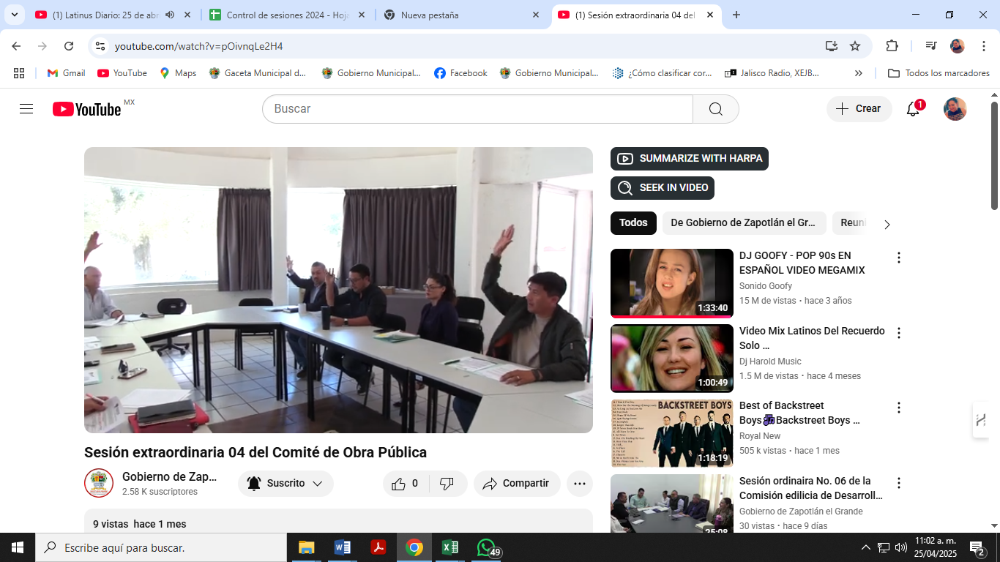 (1) Latinus Diario: 25 de abr
Control de sesiones 2024 - Hoja
Nueva pestaña
(1) Sesión extraordinaria 04 del
youtube.com/watch?v=pOivnqLe2H4
Gmail
YouTube
Maps
Gaceta Municipal d...
Gobierno Municipal...
Facebook
Gobierno Municipal...
¿Cómo clasificar cor...
Jalisco Radio, XEJB...
Todos los marcadores
YouTube MX
Buscar
Crear
1
SUMMARIZE WITH HARPA
SEEK IN VIDEO
Todos
De Gobierno de Zapotlán el Gr...
Reuni
DJ GOOFY - POP 90s EN
ESPAÑOL VIDEO MEGAMIX
Sonido Goofy
15 M de vistas • hace 3 años
1:33:40
Video Mix Latinos Del Recuerdo
Solo ...
Dj Harold Music
1.5 M de vistas • hace 4 meses
1:00:49
BACKSTREET BOYS
Best of Backstreet
Boys🎶Backstreet Boys ...
Royal New
505 k vistas • hace 1 mes
1:18:19
Sesión ordinaira No. 06 de la
Comisión edilicia de Desarroll...
Gobierno de Zapotlán el Grande
30 vistas • hace 9 días
25:08
Sesión extraordinaria 04 del Comité de Obra Pública
Gobierno de Zap...
2.58 K suscriptores
Suscrito
0
Compartir
9 vistas hace 1 mes
Escribe aquí para buscar.
49
11:02 a. m.
25/04/2025
2